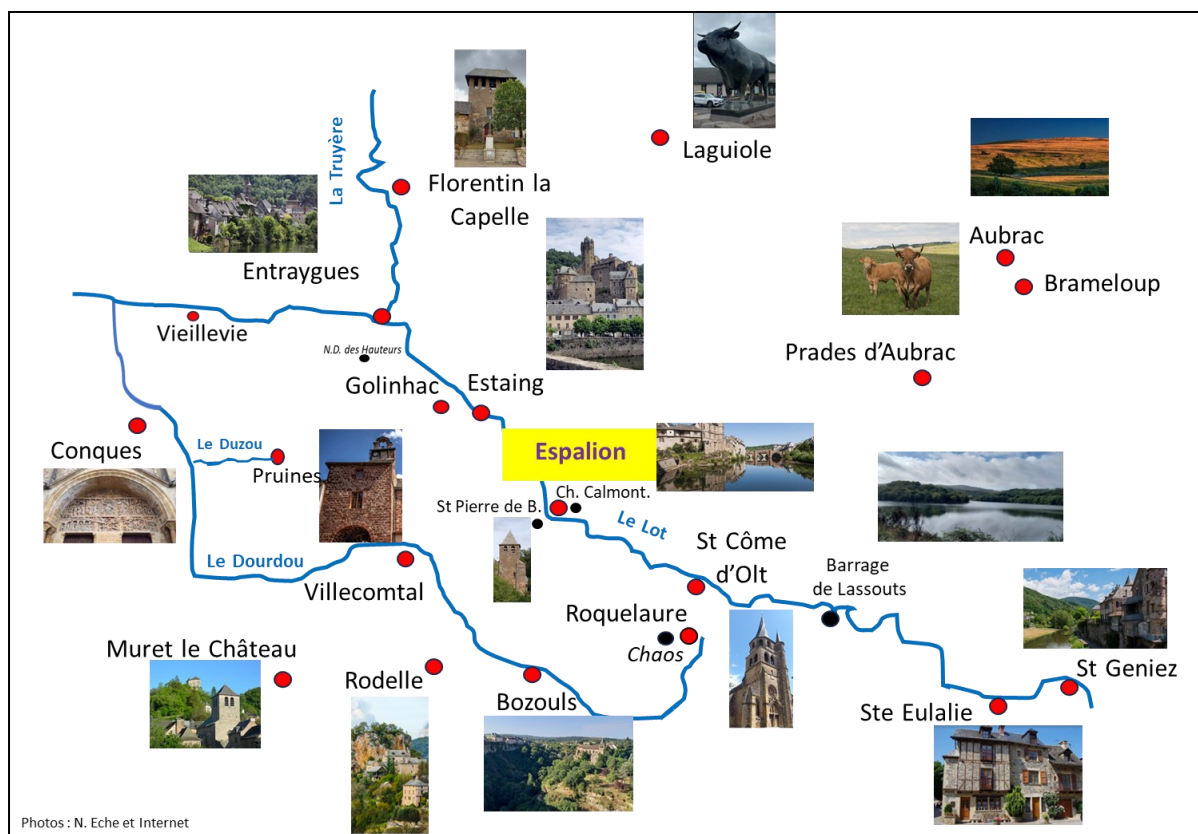 Laguiole
La Truyère
Florentin la
Capelle
Aubrac
Entraygues
Brameloup
Vieillevie
N.D. des Hauteurs
Prades d'Aubrac
Golinhac
Estaing
Conques
Le Duzou
Pruines
Espalion
St Pierre de B.
Ch. Calmont.
Le Lot
St Côme
d'Olt
Barrage
de Lassouts
Le Dourdou
Villecomtal
Roquelaure
Chaos
Muret le Château
Rodelle
Bozouls
St Geniez
Ste Eulalie
Photos : N. Eche et Internet